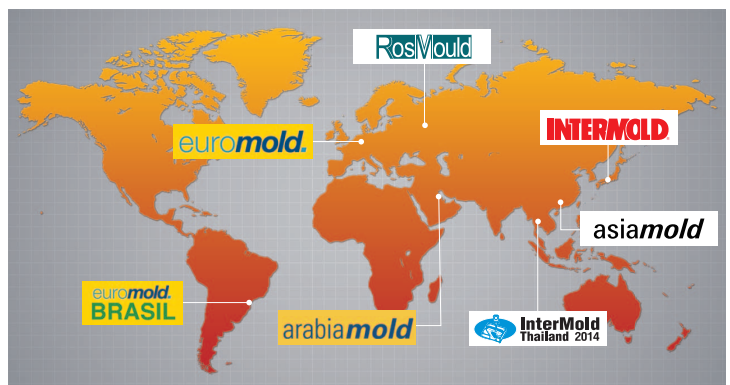 RosMould
euromold.
INTERMOLD
asiamold
euromold.
BRASIL
arabiamold
InterMold
Thailand 2014